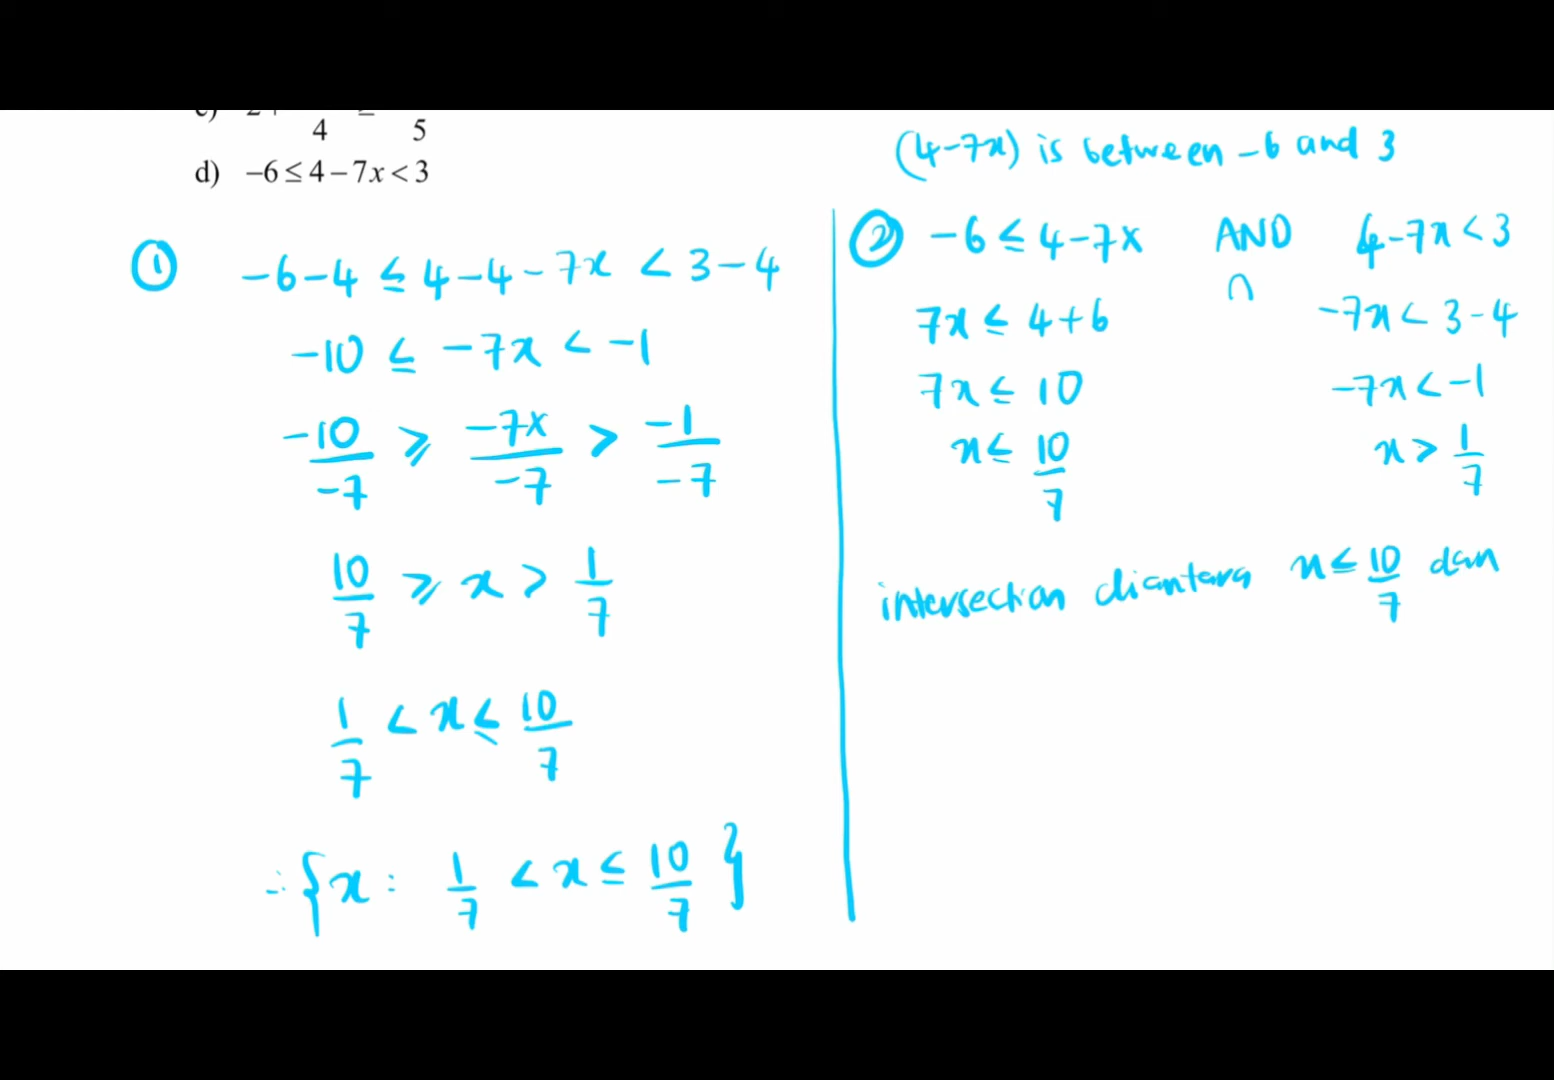 4 5
d) −6 ≤ 4 − 7x < 3
(4-7x) is between -6 and 3
① -6-4 ≤ 4-4-7x < 3-4
-10 ≤ -7x < -1
-10/-7 ⩾ -7x/-7 > -1/-7
10/7 ⩾ x > 1/7
1/7 < x ≤ 10/7
∴ {x : 1/7 < x ≤ 10/7}
② -6 ≤ 4-7x AND 4-7x < 3
∩
7x ≤ 4+6 -7x < 3-4
7x ≤ 10 -7x < -1
x ≤ 10/7 x > 1/7
intersection diantara x ≤ 10/7 dan